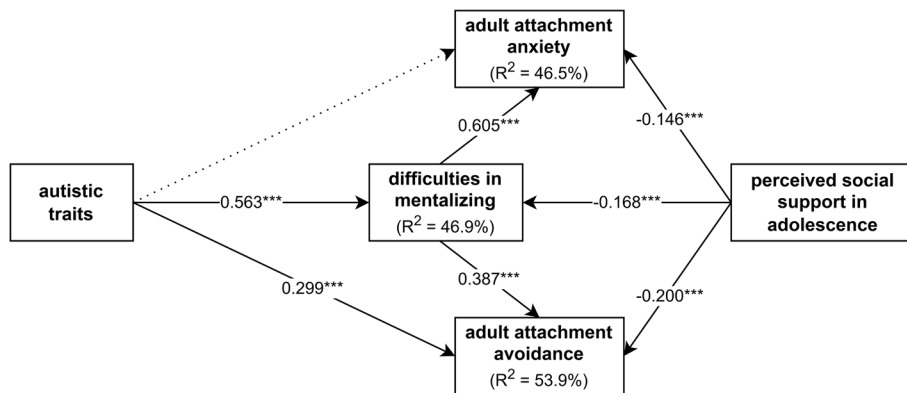 adult attachment
anxiety
(R² = 46.5%)
0.605***
-0.146***
autistic
traits
0.563***
difficulties in
mentalizing
(R² = 46.9%)
-0.168***
perceived social
support in
adolescence
0.299***
0.387***
-0.200***
adult attachment
avoidance
(R² = 53.9%)